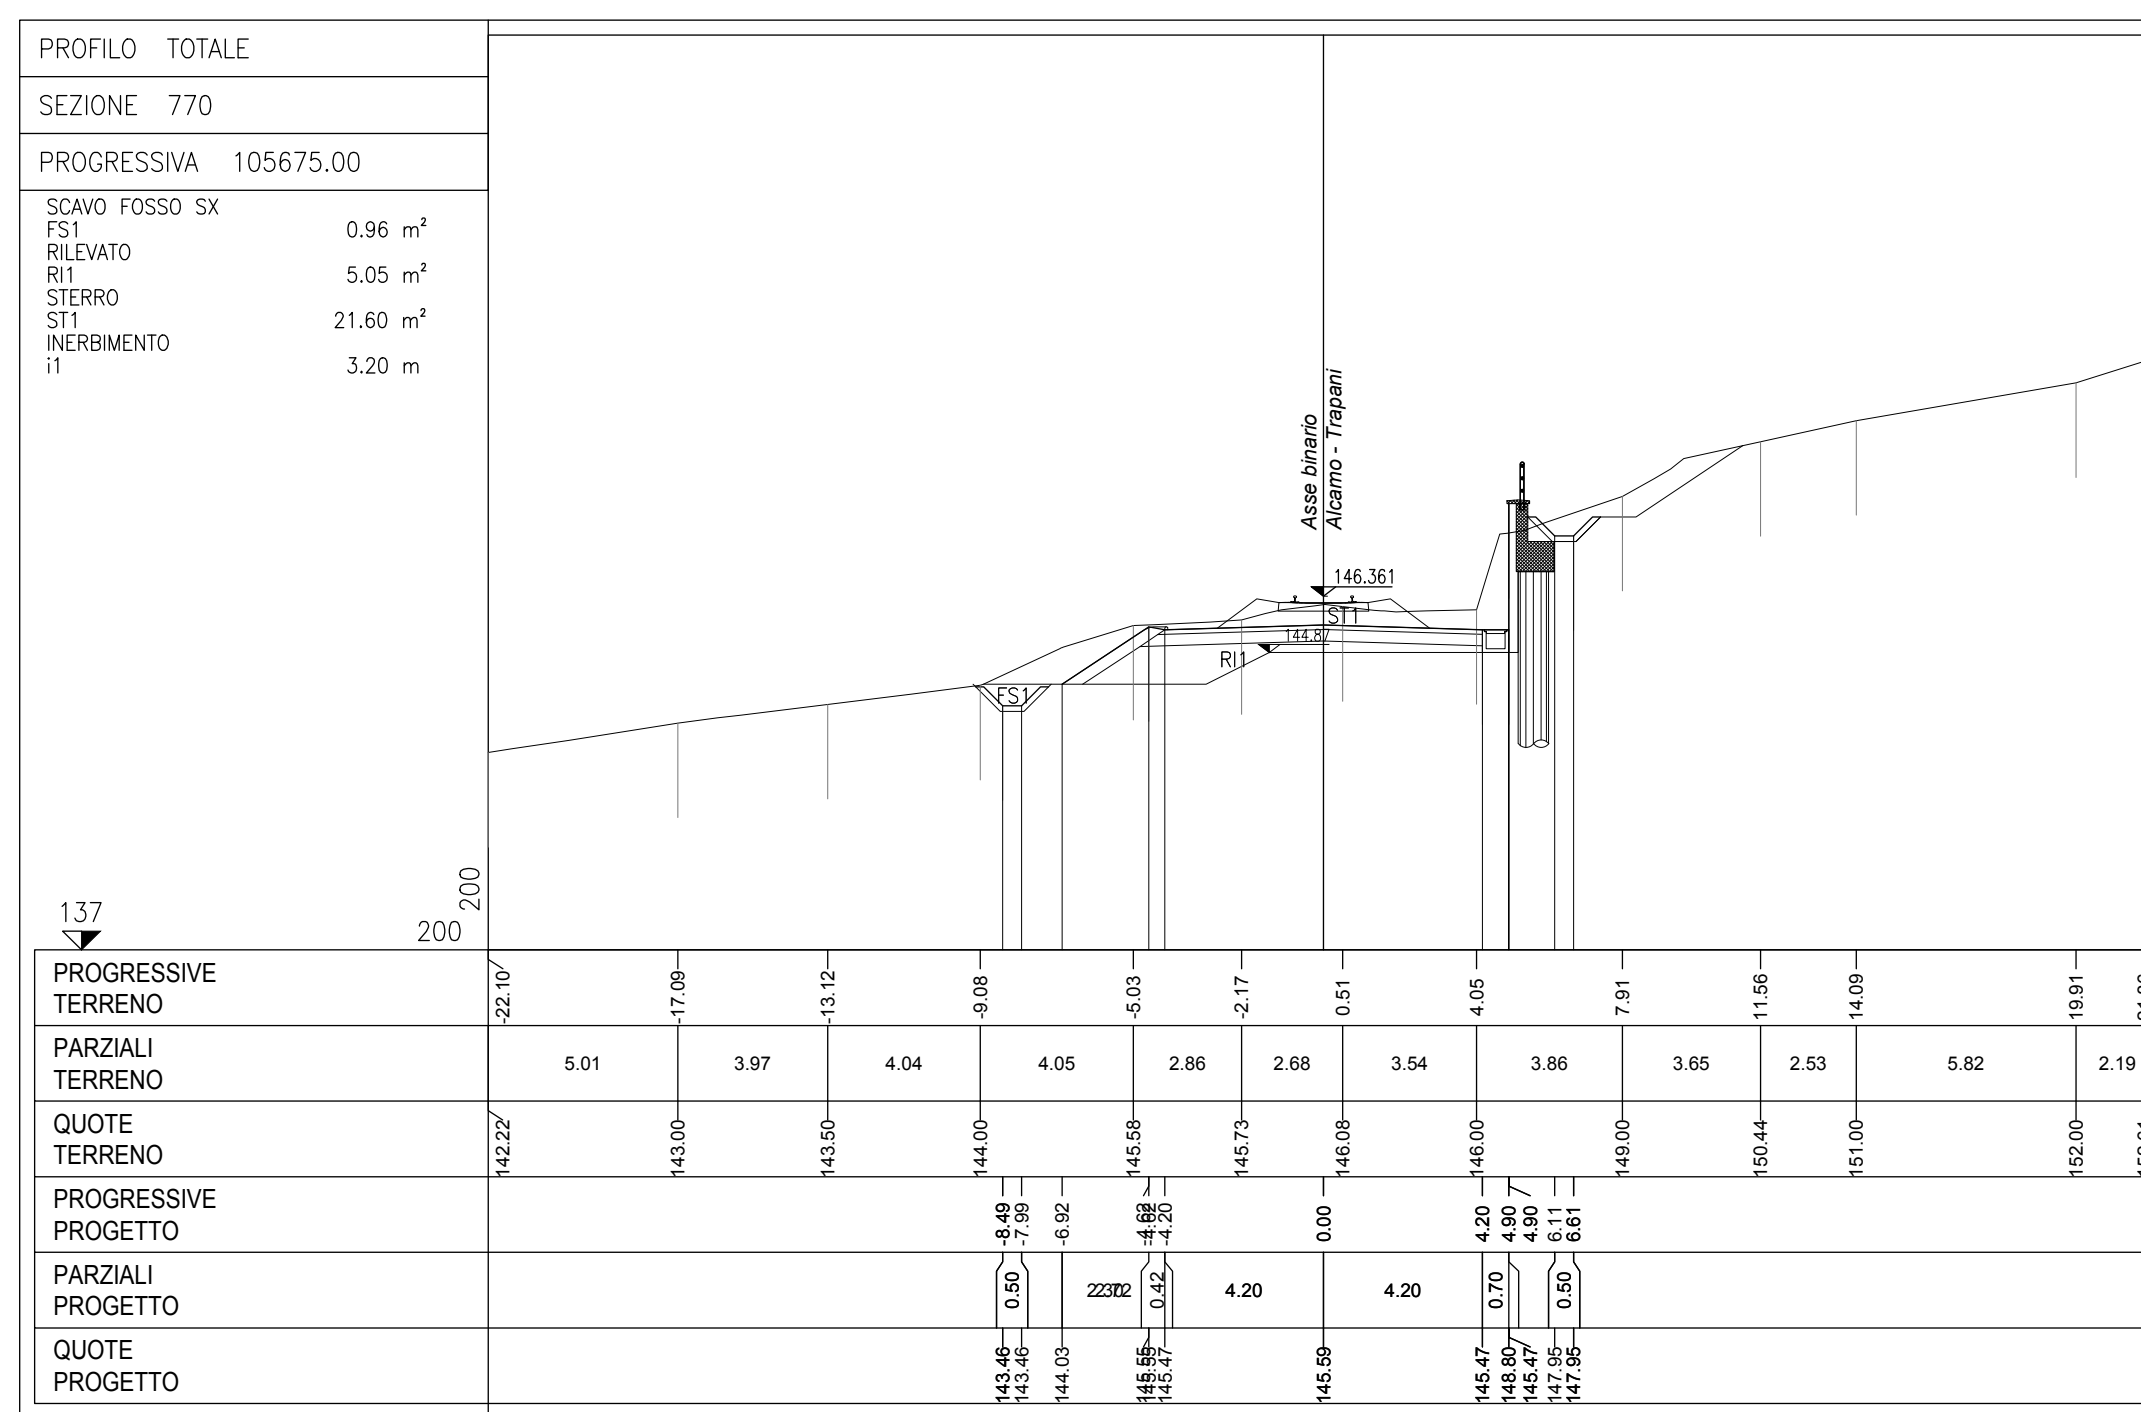 PROFILO TOTALE
SEZIONE 770
PROGRESSIVA 105675.00
SCAVO FOSSO SX
FS1 0.96 m²
RILEVATO
RI1 5.05 m²
STERRO
ST1 21.60 m²
INERBIMENTO
i1 3.20 m
Asse binario
Alcamo - Trapani
146.361
ST1
144.87
RI1
FS1
137
200
200
PROGRESSIVE TERRENO
-22.10 -17.09 -13.12 -9.08 -5.03 -2.17 0.51 4.05 7.91 11.56 14.09 19.91
PARZIALI TERRENO
5.01 3.97 4.04 4.05 2.86 2.68 3.54 3.86 3.65 2.53 5.82 2.19
QUOTE TERRENO
142.22 143.00 143.50 144.00 145.58 145.73 146.08 146.00 149.00 150.44 151.00 152.00
PROGRESSIVE PROGETTO
-8.49 -7.99 -6.92 -4.62 -4.20 0.00 4.20 4.90 4.90 6.11 6.61
PARZIALI PROGETTO
0.50 0.42 4.20 4.20 0.70 0.50
QUOTE PROGETTO
143.46 143.46 144.03 145.55 145.47 145.59 145.47 148.80 145.47 147.95 147.95